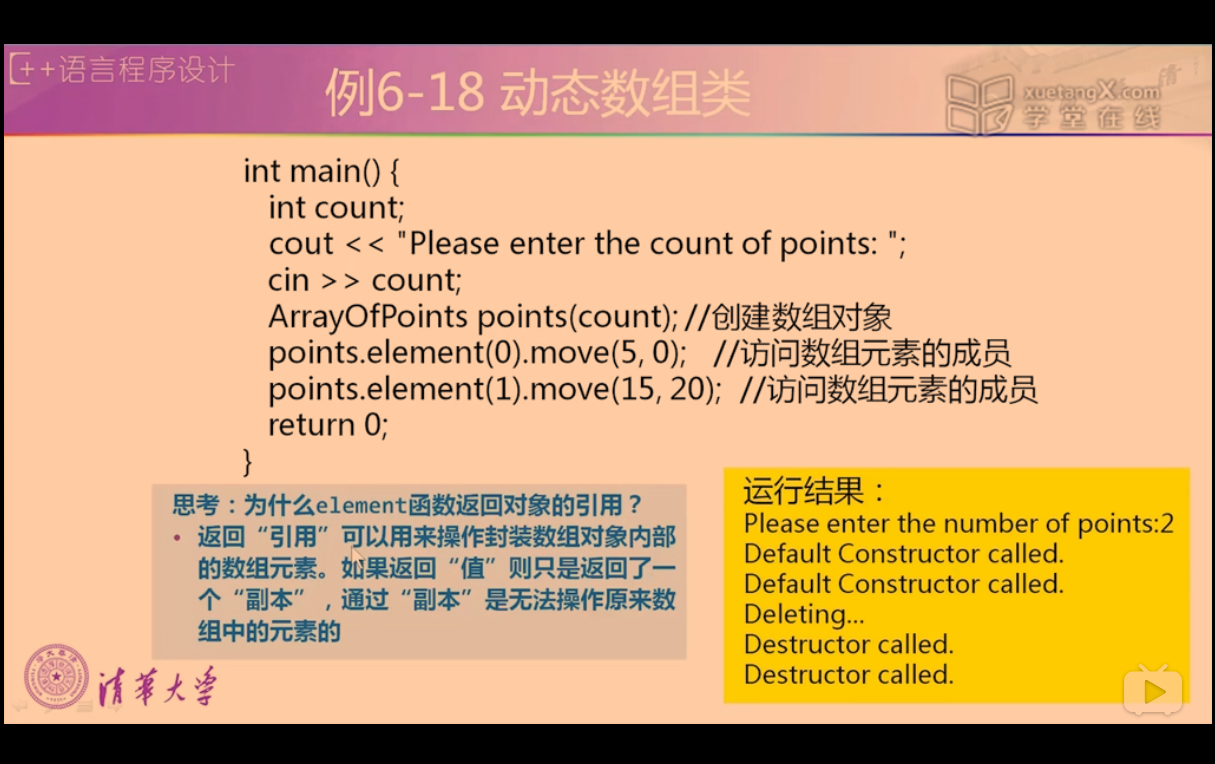 C++语言程序设计
例6-18 动态数组类
xuetangX.com
学堂在线
int main() {
int count;
cout << "Please enter the count of points: ";
cin >> count;
ArrayOfPoints points(count); //创建数组对象
points.element(0).move(5, 0); //访问数组元素的成员
points.element(1).move(15, 20); //访问数组元素的成员
return 0;
}
思考：为什么element函数返回对象的引用？
• 返回“引用”可以用来操作封装数组对象内部
的数组元素。如果返回“值”则只是返回了一
个“副本”，通过“副本”是无法操作原来数
组中的元素的
运行结果：
Please enter the number of points:2
Default Constructor called.
Default Constructor called.
Deleting...
Destructor called.
Destructor called.
清华大学